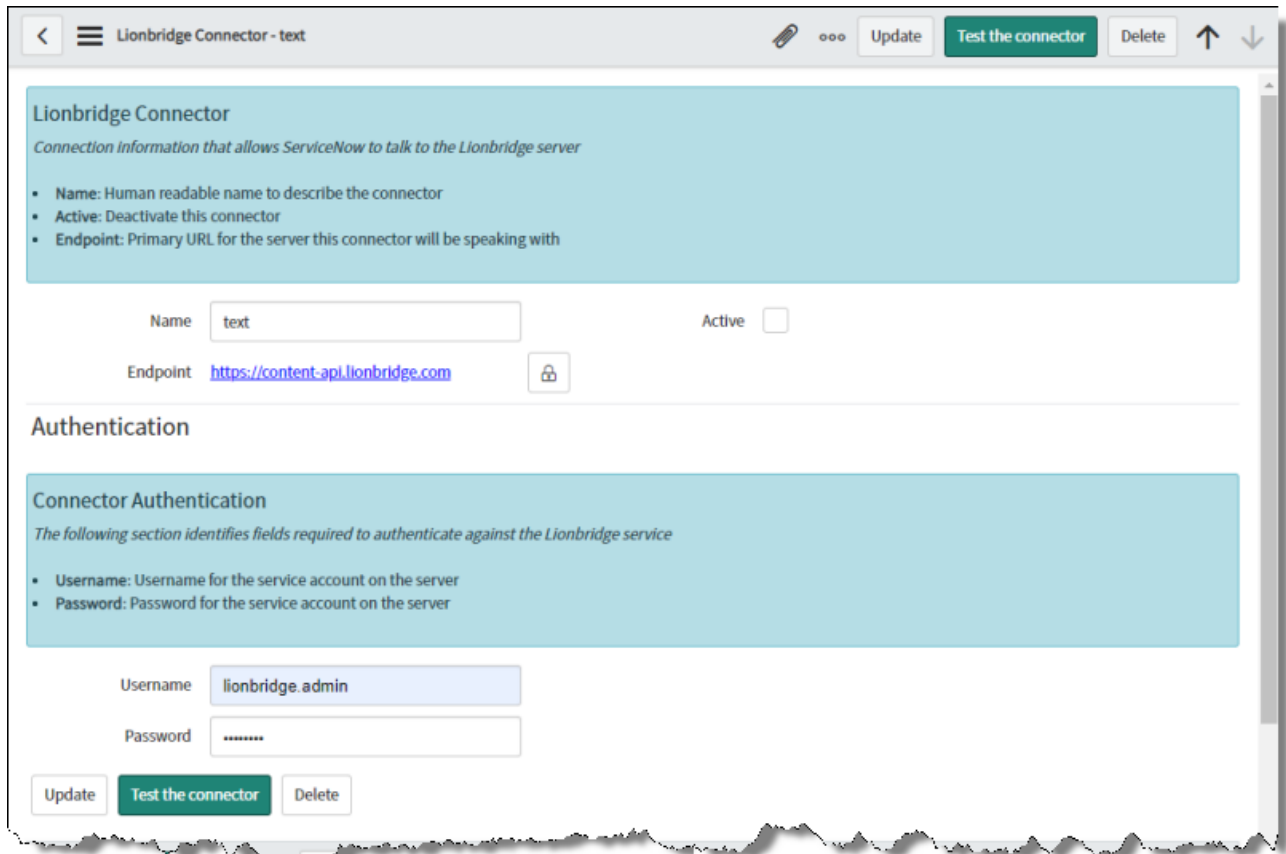 Lionbridge Connector - text
Update
Test the connector
Delete
Lionbridge Connector
Connection information that allows ServiceNow to talk to the Lionbridge server
• Name: Human readable name to describe the connector
• Active: Deactivate this connector
• Endpoint: Primary URL for the server this connector will be speaking with
Name text
Active
Endpoint https://content-api.lionbridge.com
Authentication
Connector Authentication
The following section identifies fields required to authenticate against the Lionbridge service
• Username: Username for the service account on the server
• Password: Password for the service account on the server
Username lionbridge.admin
Password ••••••••
Update
Test the connector
Delete